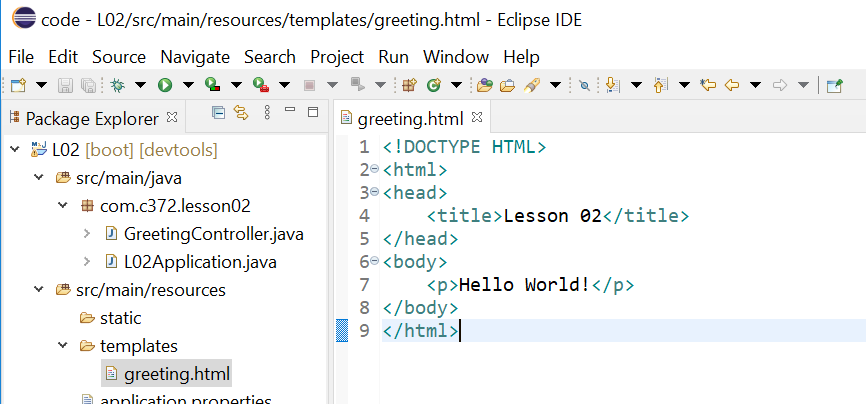 code - L02/src/main/resources/templates/greeting.html - Eclipse IDE
File Edit Source Navigate Search Project Run Window Help
Package Explorer
L02 [boot] [devtools]
src/main/java
com.c372.lesson02
GreetingController.java
L02Application.java
src/main/resources
static
templates
greeting.html
application.properties
greeting.html
1 <!DOCTYPE HTML>
2 <html>
3 <head>
4     <title>Lesson 02</title>
5 </head>
6 <body>
7     <p>Hello World!</p>
8 </body>
9 </html>